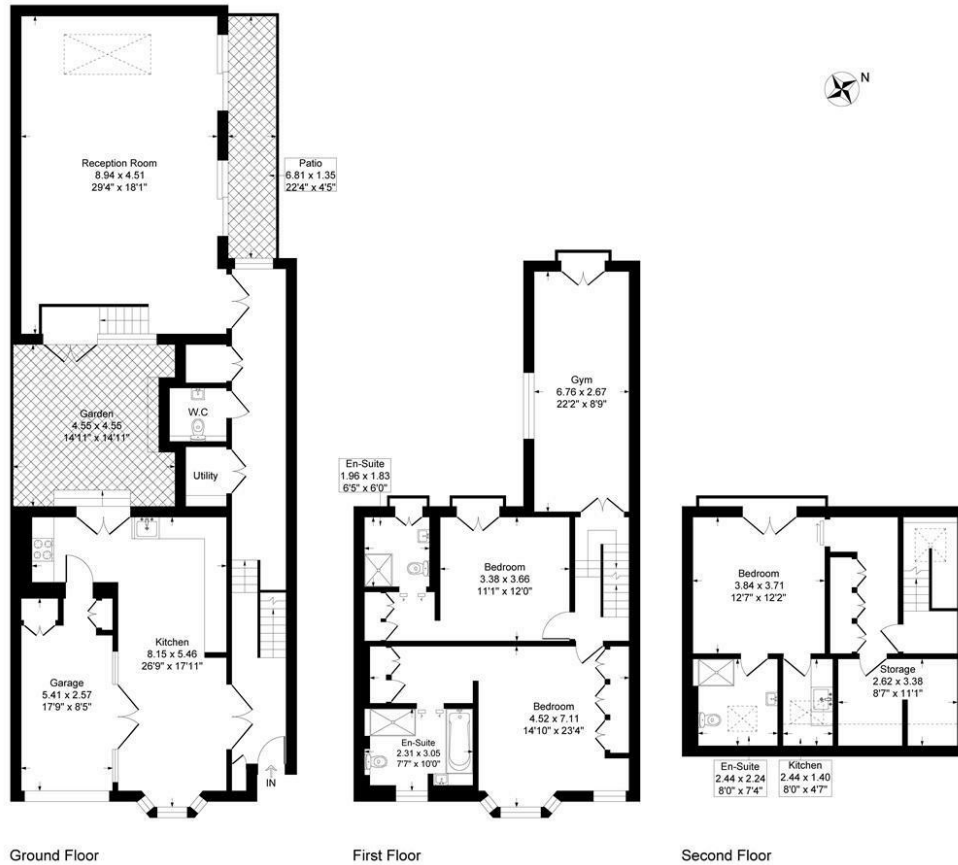 N
Reception Room
8.94 x 4.51
29'4" x 18'1"
Patio
6.81 x 1.35
22'4" x 4'5"
Garden
4.55 x 4.55
14'11" x 14'11"
W.C
Utility
Kitchen
8.15 x 5.46
26'9" x 17'11"
Garage
5.41 x 2.57
17'9" x 8'5"
IN
Ground Floor
Gym
6.76 x 2.67
22'2" x 8'9"
En-Suite
1.96 x 1.83
6'5" x 6'0"
Bedroom
3.38 x 3.66
11'1" x 12'0"
Bedroom
4.52 x 7.11
14'10" x 23'4"
En-Suite
2.31 x 3.05
7'7" x 10'0"
First Floor
Bedroom
3.84 x 3.71
12'7" x 12'2"
Storage
2.62 x 3.38
8'7" x 11'1"
En-Suite
2.44 x 2.24
8'0" x 7'4"
Kitchen
2.44 x 1.40
8'0" x 4'7"
Second Floor